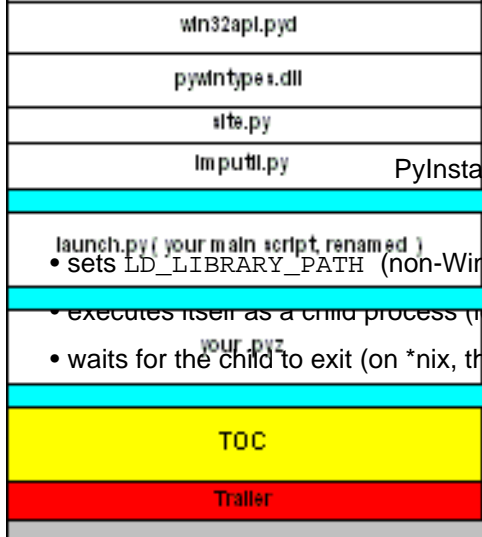 win32api.pyd
pywintypes.dll
site.py
imputil.py
PyInsta
launch.py ( your main script, renamed )
• sets LD_LIBRARY_PATH (non-Win
• executes itself as a child process (
your .pyz
• waits for the child to exit (on *nix, th
TOC
Trailer